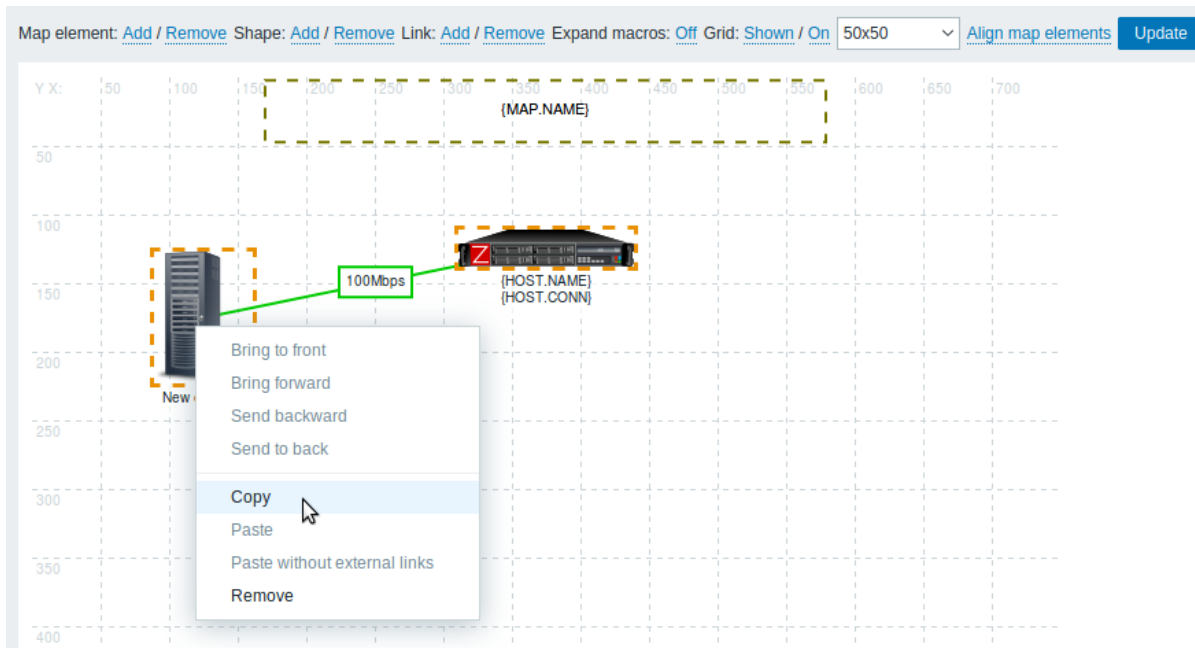 Map element: Add / Remove Shape: Add / Remove Link: Add / Remove Expand macros: Off Grid: Shown / On 50x50 Align map elements Update
Y X: 50 100 150 200 250 300 350 400 450 500 550 600 650 700
{MAP.NAME}
50
100
Z
100Mbps
{HOST.NAME}
150
{HOST.CONN}
Bring to front
200
Bring forward
New
Send backward
250
Send to back
Copy
300
Paste
Paste without external links
350
Remove
400